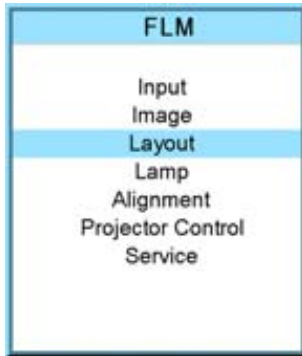 FLM
Input
Image
Layout
Lamp
Alignment
Projector Control
Service